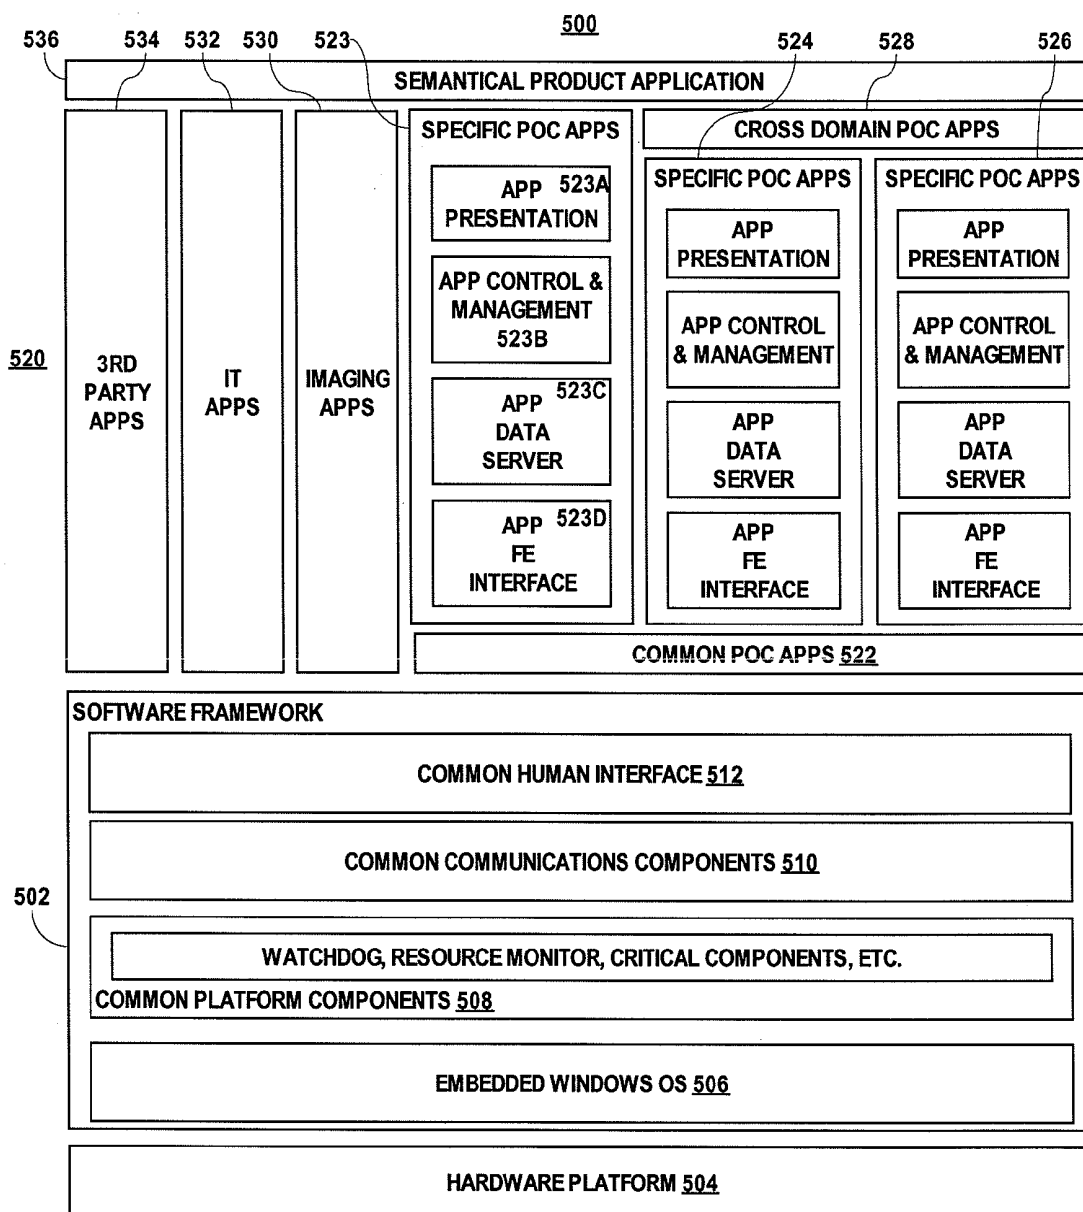 500
536
534
532
530
523
524
528
526
SEMANTICAL PRODUCT APPLICATION
SPECIFIC POC APPS
CROSS DOMAIN POC APPS
SPECIFIC POC APPS
SPECIFIC POC APPS
APP 523A
PRESENTATION
APP
PRESENTATION
APP
PRESENTATION
APP CONTROL &
MANAGEMENT
523B
APP CONTROL
& MANAGEMENT
APP CONTROL
& MANAGEMENT
520
3RD
PARTY
APPS
IT
APPS
IMAGING
APPS
APP 523C
DATA
SERVER
APP
DATA
SERVER
APP
DATA
SERVER
APP 523D
FE
INTERFACE
APP
FE
INTERFACE
APP
FE
INTERFACE
COMMON POC APPS 522
SOFTWARE FRAMEWORK
COMMON HUMAN INTERFACE 512
COMMON COMMUNICATIONS COMPONENTS 510
502
WATCHDOG, RESOURCE MONITOR, CRITICAL COMPONENTS, ETC.
COMMON PLATFORM COMPONENTS 508
EMBEDDED WINDOWS OS 506
HARDWARE PLATFORM 504